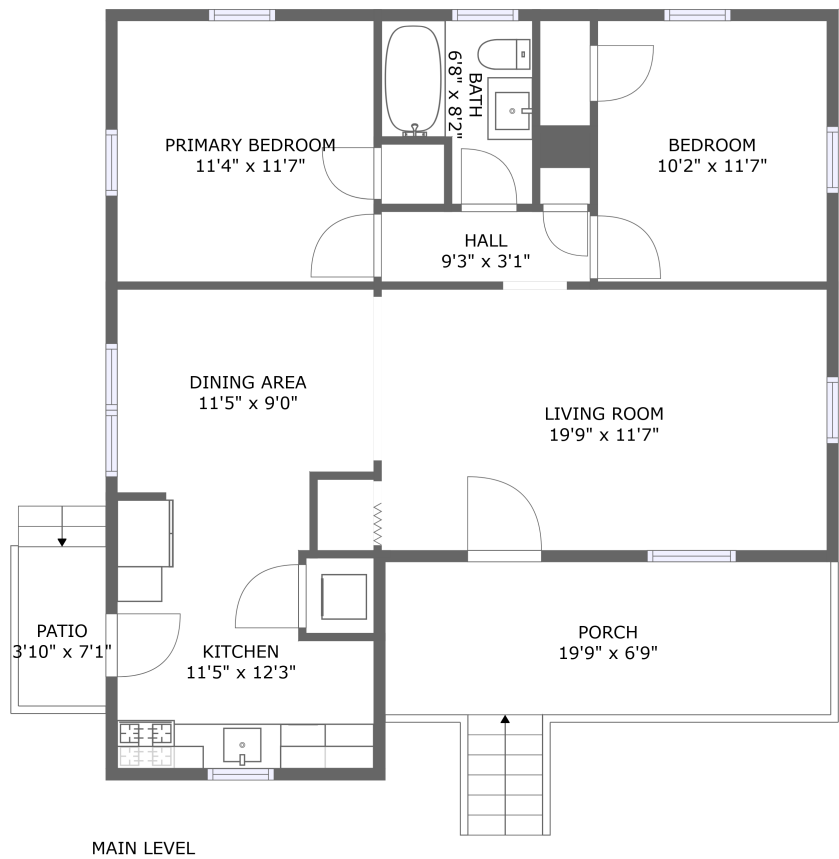 PRIMARY BEDROOM
11'4" x 11'7"
BATH
6'8" x 8'2"
BEDROOM
10'2" x 11'7"
HALL
9'3" x 3'1"
DINING AREA
11'5" x 9'0"
LIVING ROOM
19'9" x 11'7"
PATIO
3'10" x 7'1"
KITCHEN
11'5" x 12'3"
PORCH
19'9" x 6'9"
MAIN LEVEL